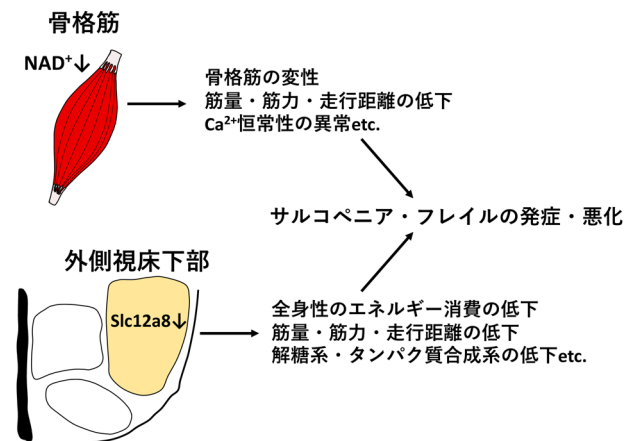 骨格筋
NAD⁺↓
骨格筋の変性
筋量・筋力・走行距離の低下
Ca²⁺恒常性の異常etc.
サルコペニア・フレイルの発症・悪化
外側視床下部
Slc12a8↓
全身性のエネルギー消費の低下
筋量・筋力・走行距離の低下
解糖系・タンパク質合成系の低下etc.